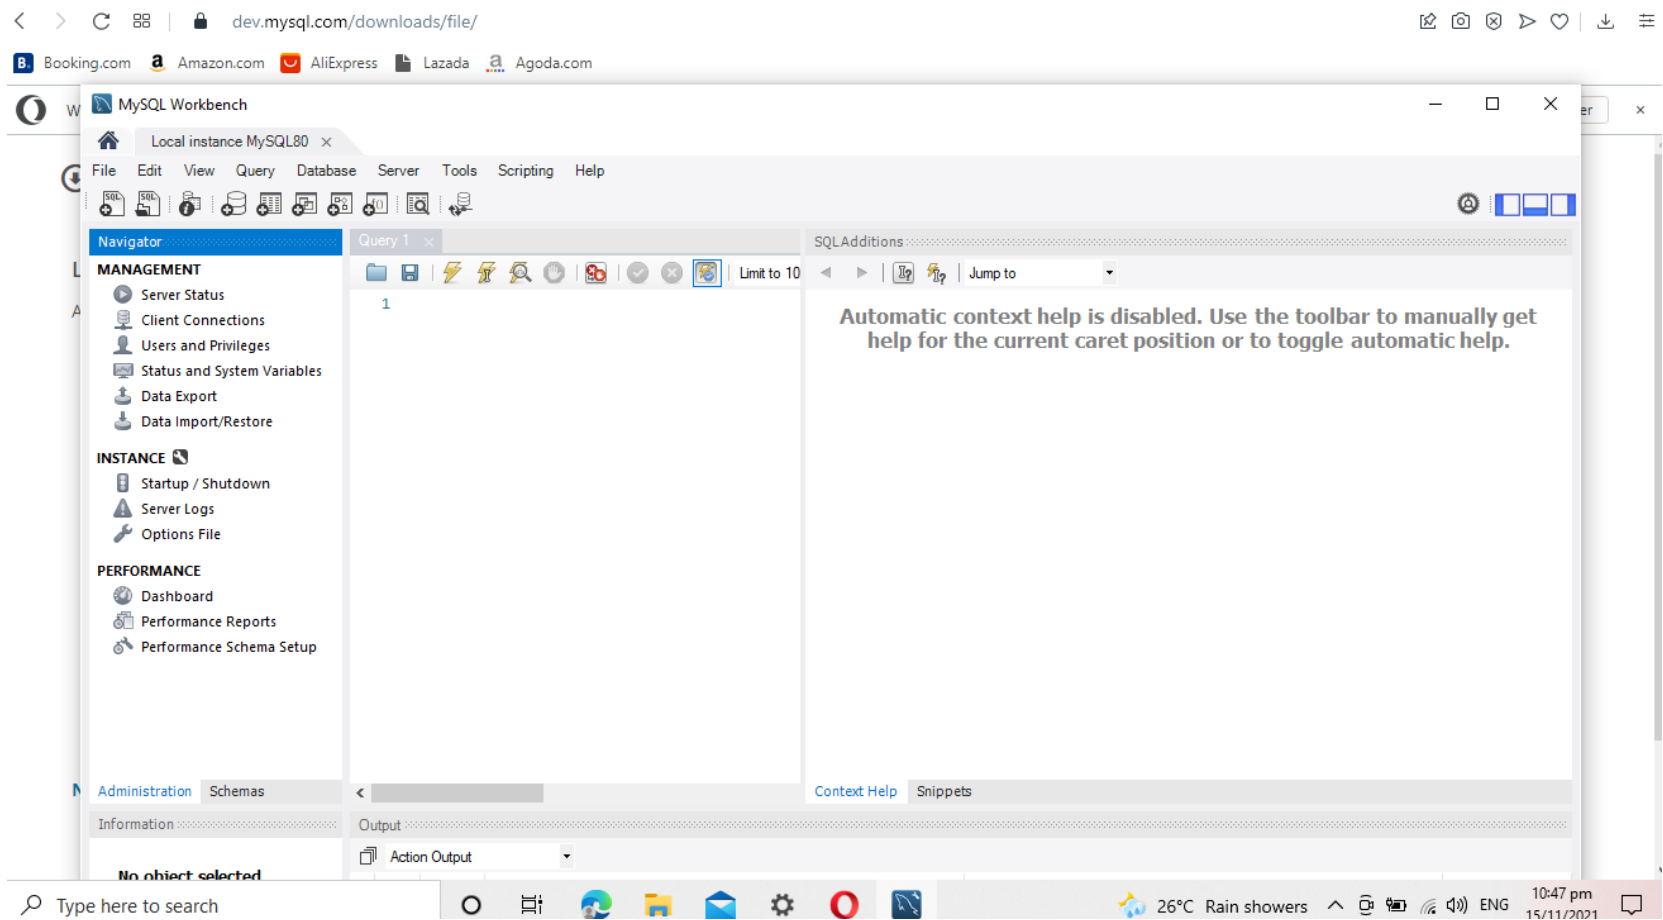 dev.mysql.com/downloads/file/
B. Booking.com a Amazon.com AliExpress Lazada a Agoda.com
W MySQL Workbench er ×
Local instance MySQL80 ×
File Edit View Query Database Server Tools Scripting Help
SQL SQL
Navigator
MANAGEMENT
Server Status
Client Connections
Users and Privileges
Status and System Variables
Data Export
Data Import/Restore
INSTANCE
Startup / Shutdown
Server Logs
Options File
PERFORMANCE
Dashboard
Performance Reports
Performance Schema Setup
Administration Schemas
Information
No object selected
Query 1 ×
Limit to 10
1
SQLAdditions
Jump to
Automatic context help is disabled. Use the toolbar to manually get
help for the current caret position or to toggle automatic help.
Context Help Snippets
Output
Action Output
Type here to search
26°C Rain showers ENG
10:47 pm
15/11/2021